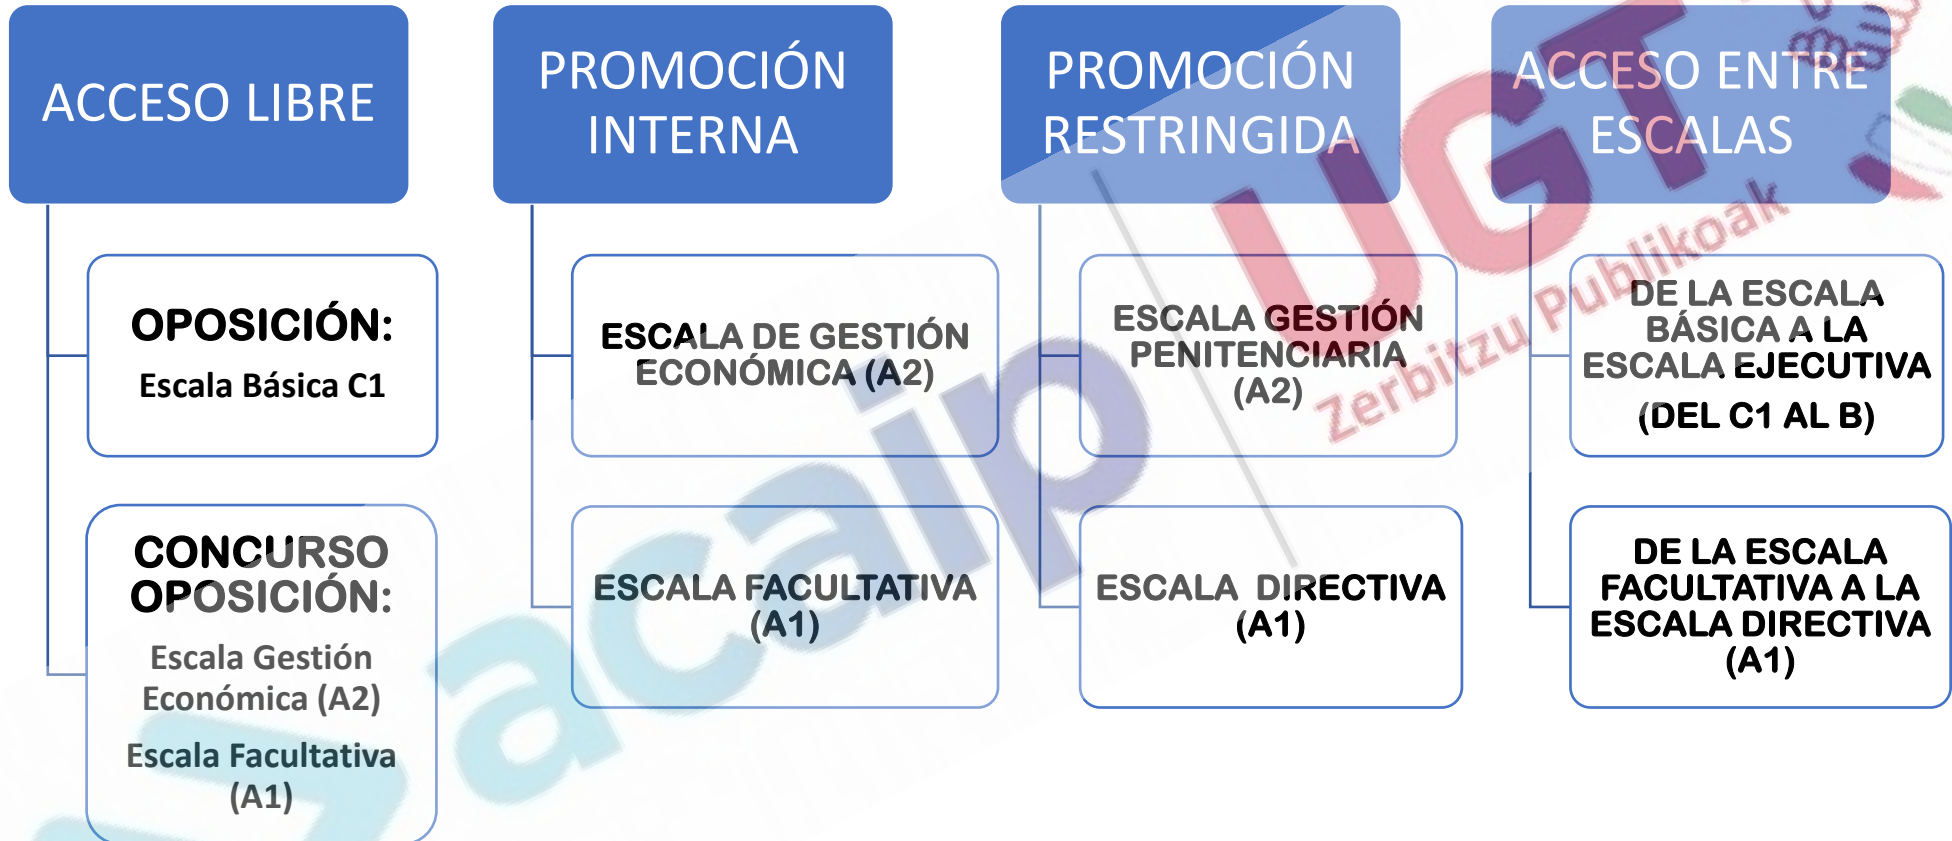 ACCESO LIBRE
OPOSICIÓN:
Escala Básica C1
CONCURSO
OPOSICIÓN:
Escala Gestión
Económica (A2)
Escala Facultativa
(A1)
PROMOCIÓN
INTERNA
ESCALA DE GESTIÓN
ECONÓMICA (A2)
ESCALA FACULTATIVA
(A1)
PROMOCIÓN
RESTRINGIDA
ESCALA GESTIÓN
PENITENCIARIA
(A2)
ESCALA DIRECTIVA
(A1)
ACCESO ENTRE
ESCALAS
DE LA ESCALA
BÁSICA A LA
ESCALA EJECUTIVA
(DEL C1 AL B)
DE LA ESCALA
FACULTATIVA A LA
ESCALA DIRECTIVA
(A1)
acaip
UGT
Zerbitzu Publikoak